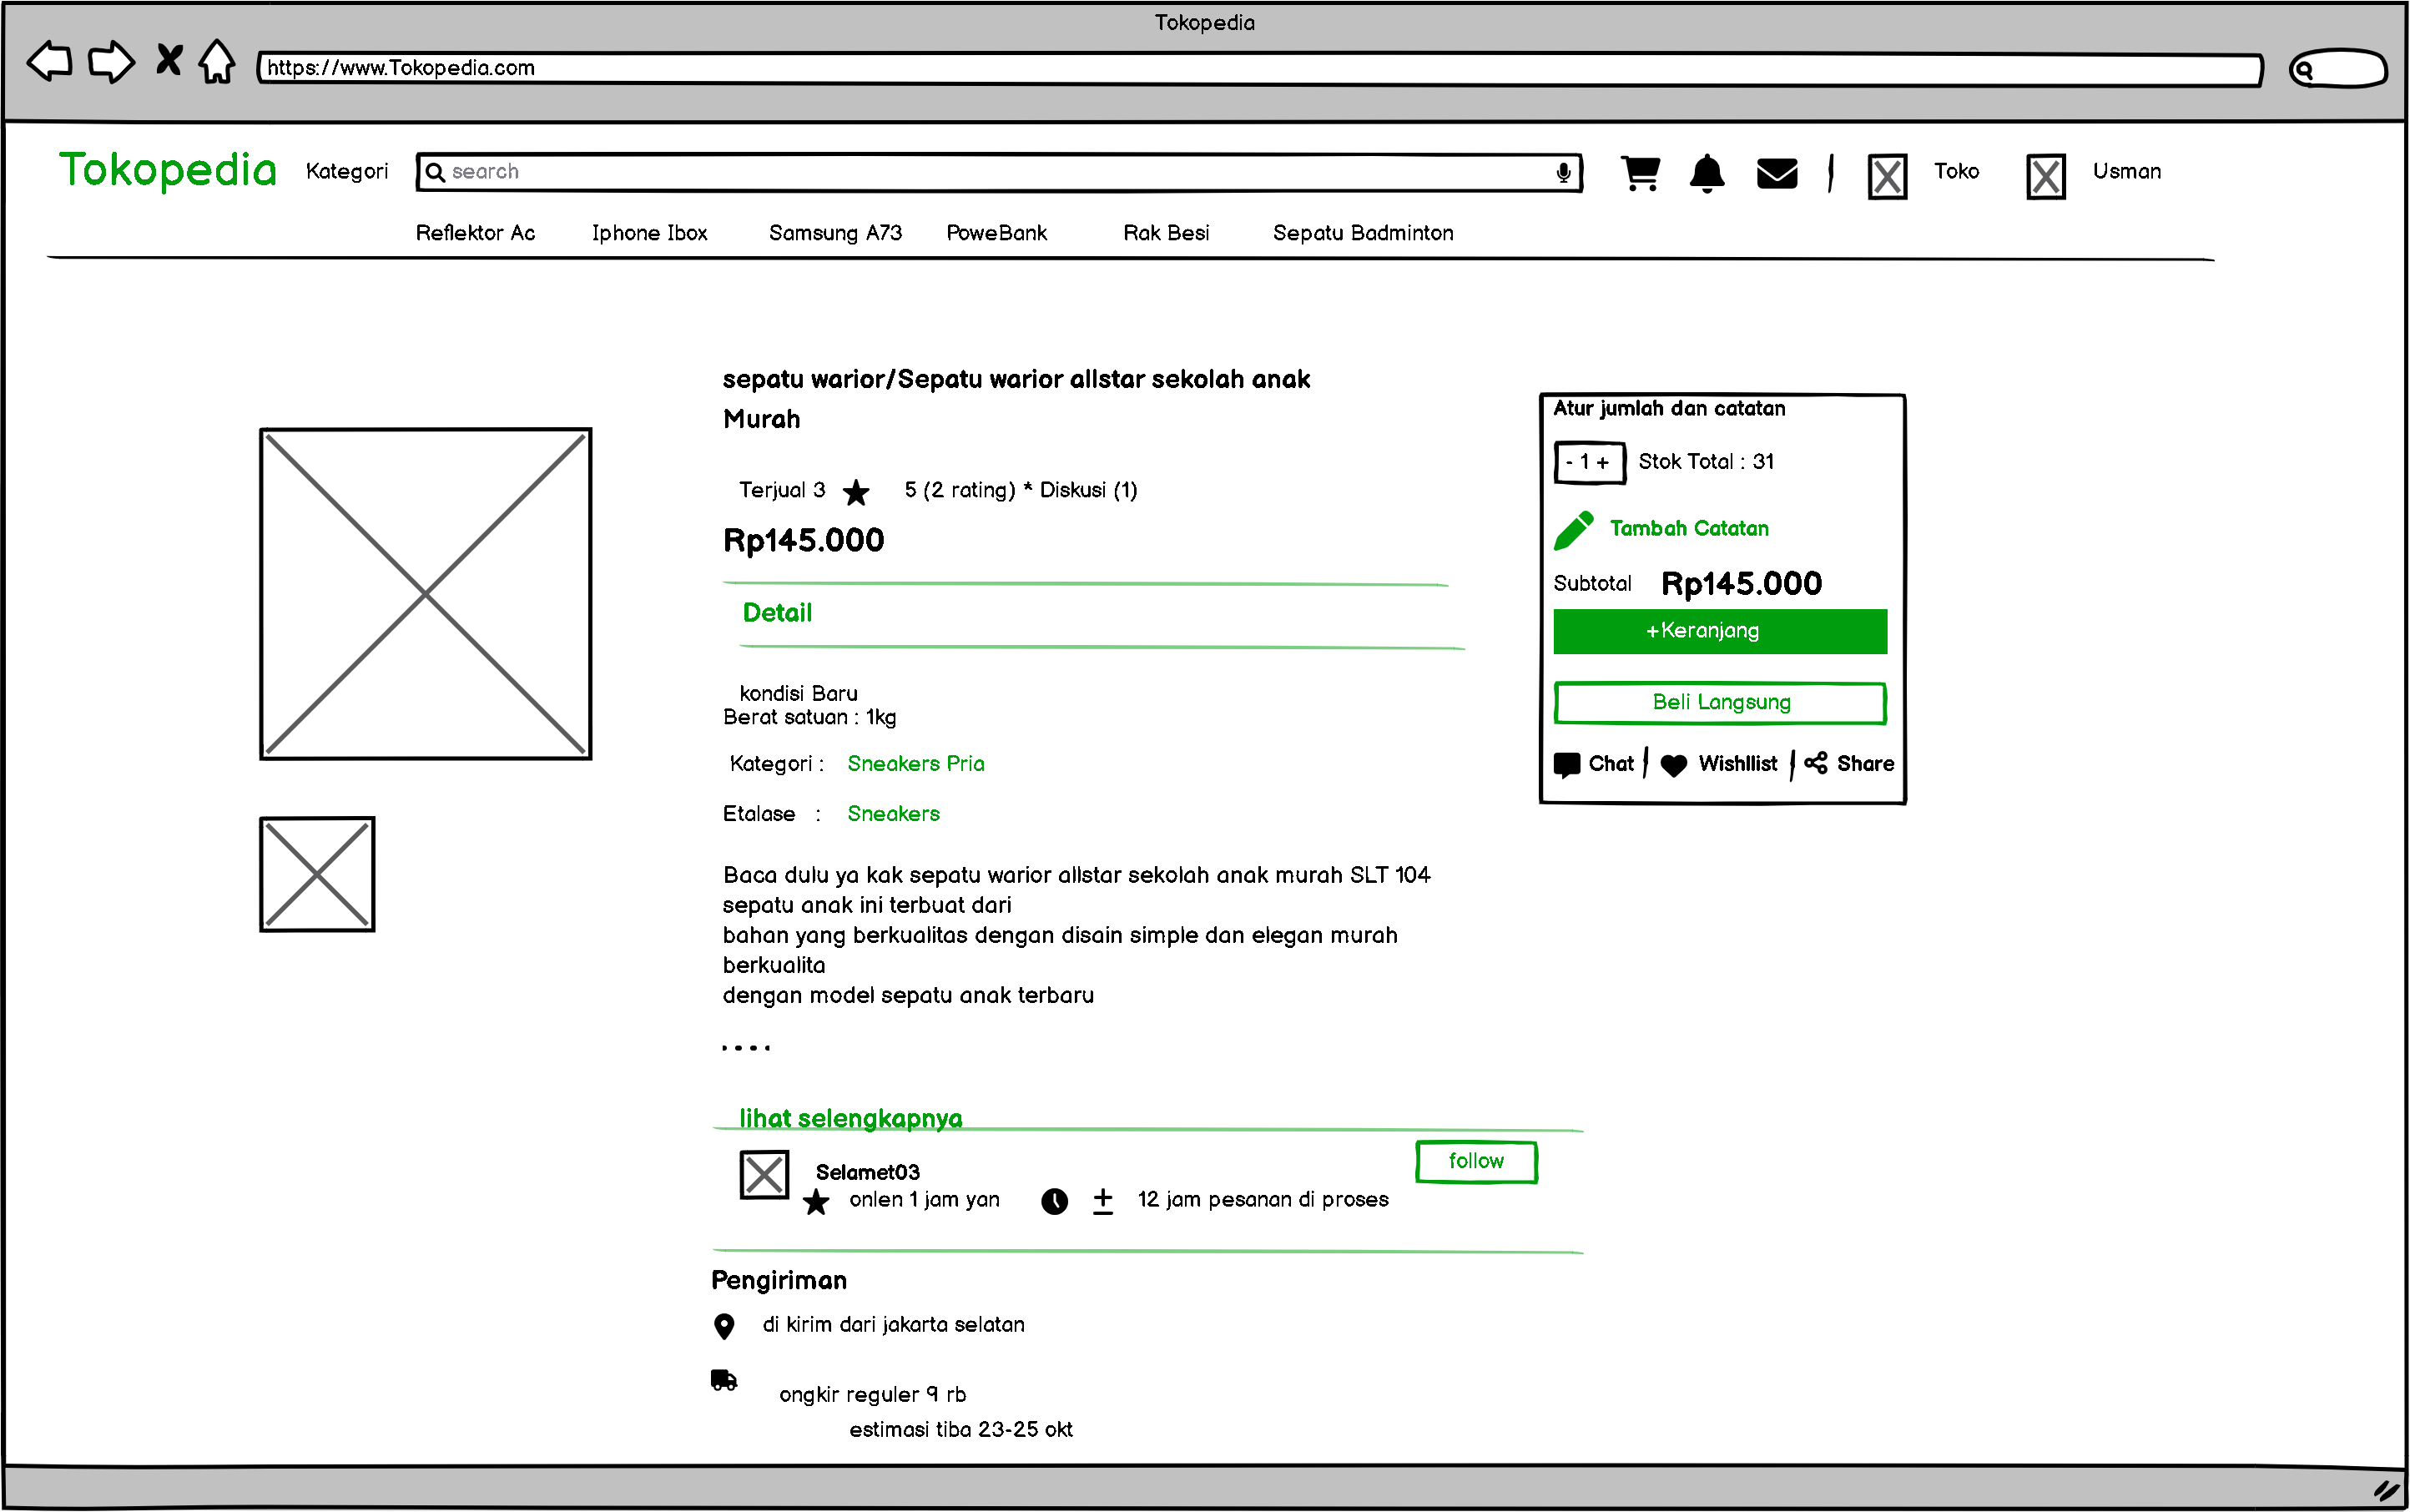 Tokopedia
https://www.Tokopedia.com
Tokopedia Kategori search Toko Usman
Reflektor Ac Iphone Ibox Samsung A73 PoweBank Rak Besi Sepatu Badminton
sepatu warior/Sepatu warior allstar sekolah anak
Murah
Terjual 3 5 (2 rating) * Diskusi (1)
Rp145.000
Detail
kondisi Baru
Berat satuan : 1kg
Kategori : Sneakers Pria
Etalase : Sneakers
Baca dulu ya kak sepatu warior allstar sekolah anak murah SLT 104
sepatu anak ini terbuat dari
bahan yang berkualitas dengan disain simple dan elegan murah
berkualita
dengan model sepatu anak terbaru
. . . .
lihat selengkapnya
Selamet03
follow
onlen 1 jam yan ± 12 jam pesanan di proses
Pengiriman
di kirim dari jakarta selatan
ongkir reguler 9 rb
estimasi tiba 23-25 okt
Atur jumlah dan catatan
- 1 + Stok Total : 31
Tambah Catatan
Subtotal Rp145.000
+Keranjang
Beli Langsung
Chat Wishllist Share